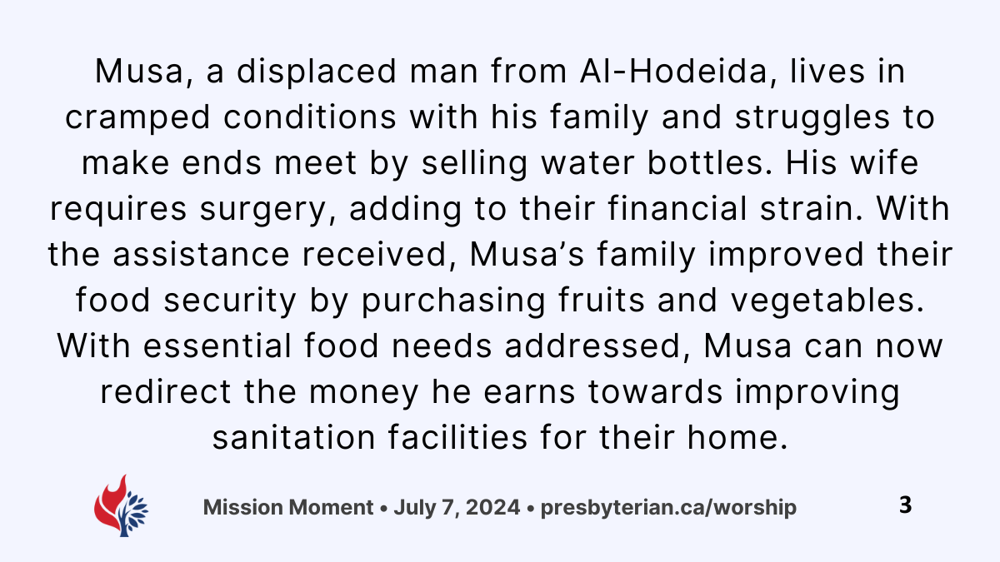 Musa, a displaced man from Al-Hodeida, lives in
cramped conditions with his family and struggles to
make ends meet by selling water bottles. His wife
requires surgery, adding to their financial strain. With
the assistance received, Musa’s family improved their
food security by purchasing fruits and vegetables.
With essential food needs addressed, Musa can now
redirect the money he earns towards improving
sanitation facilities for their home.
Mission Moment • July 7, 2024 • presbyterian.ca/worship
3